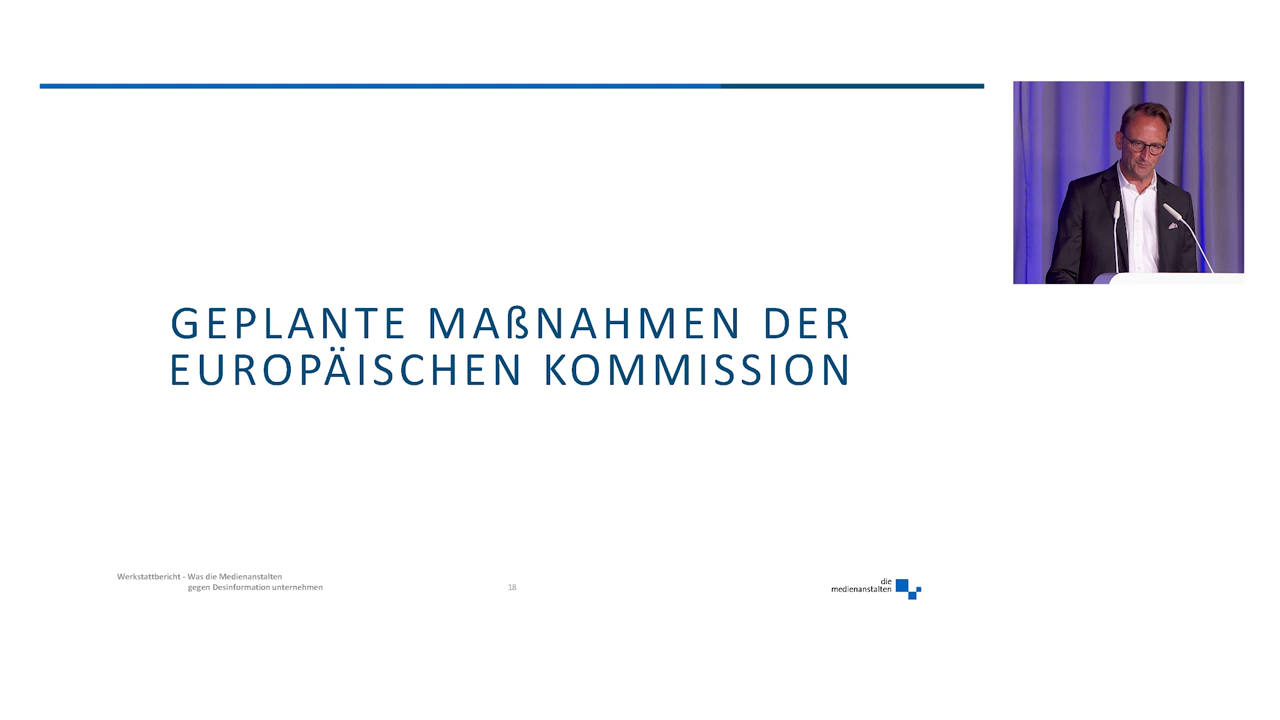 GEPLANTE MAßNAHMEN DER
EUROPÄISCHEN KOMMISSION
Werkstattbericht - Was die Medienanstalten
gegen Desinformation unternehmen
18
die
medienanstalten